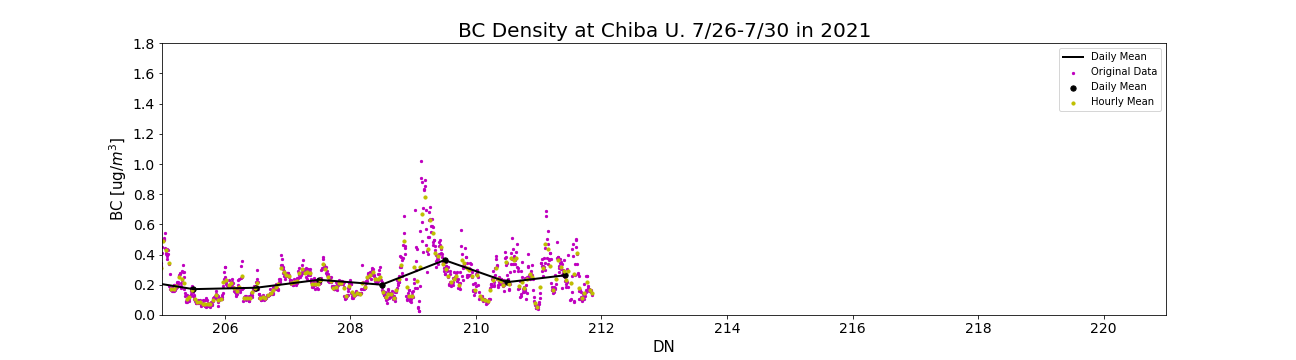 BC Density at Chiba U. 7/26-7/30 in 2021
BC [ug/m³]
1.8
1.6
1.4
1.2
1.0
0.8
0.6
0.4
0.2
0.0
Daily Mean
Original Data
Daily Mean
Hourly Mean
206 208 210 212 214 216 218 220
DN